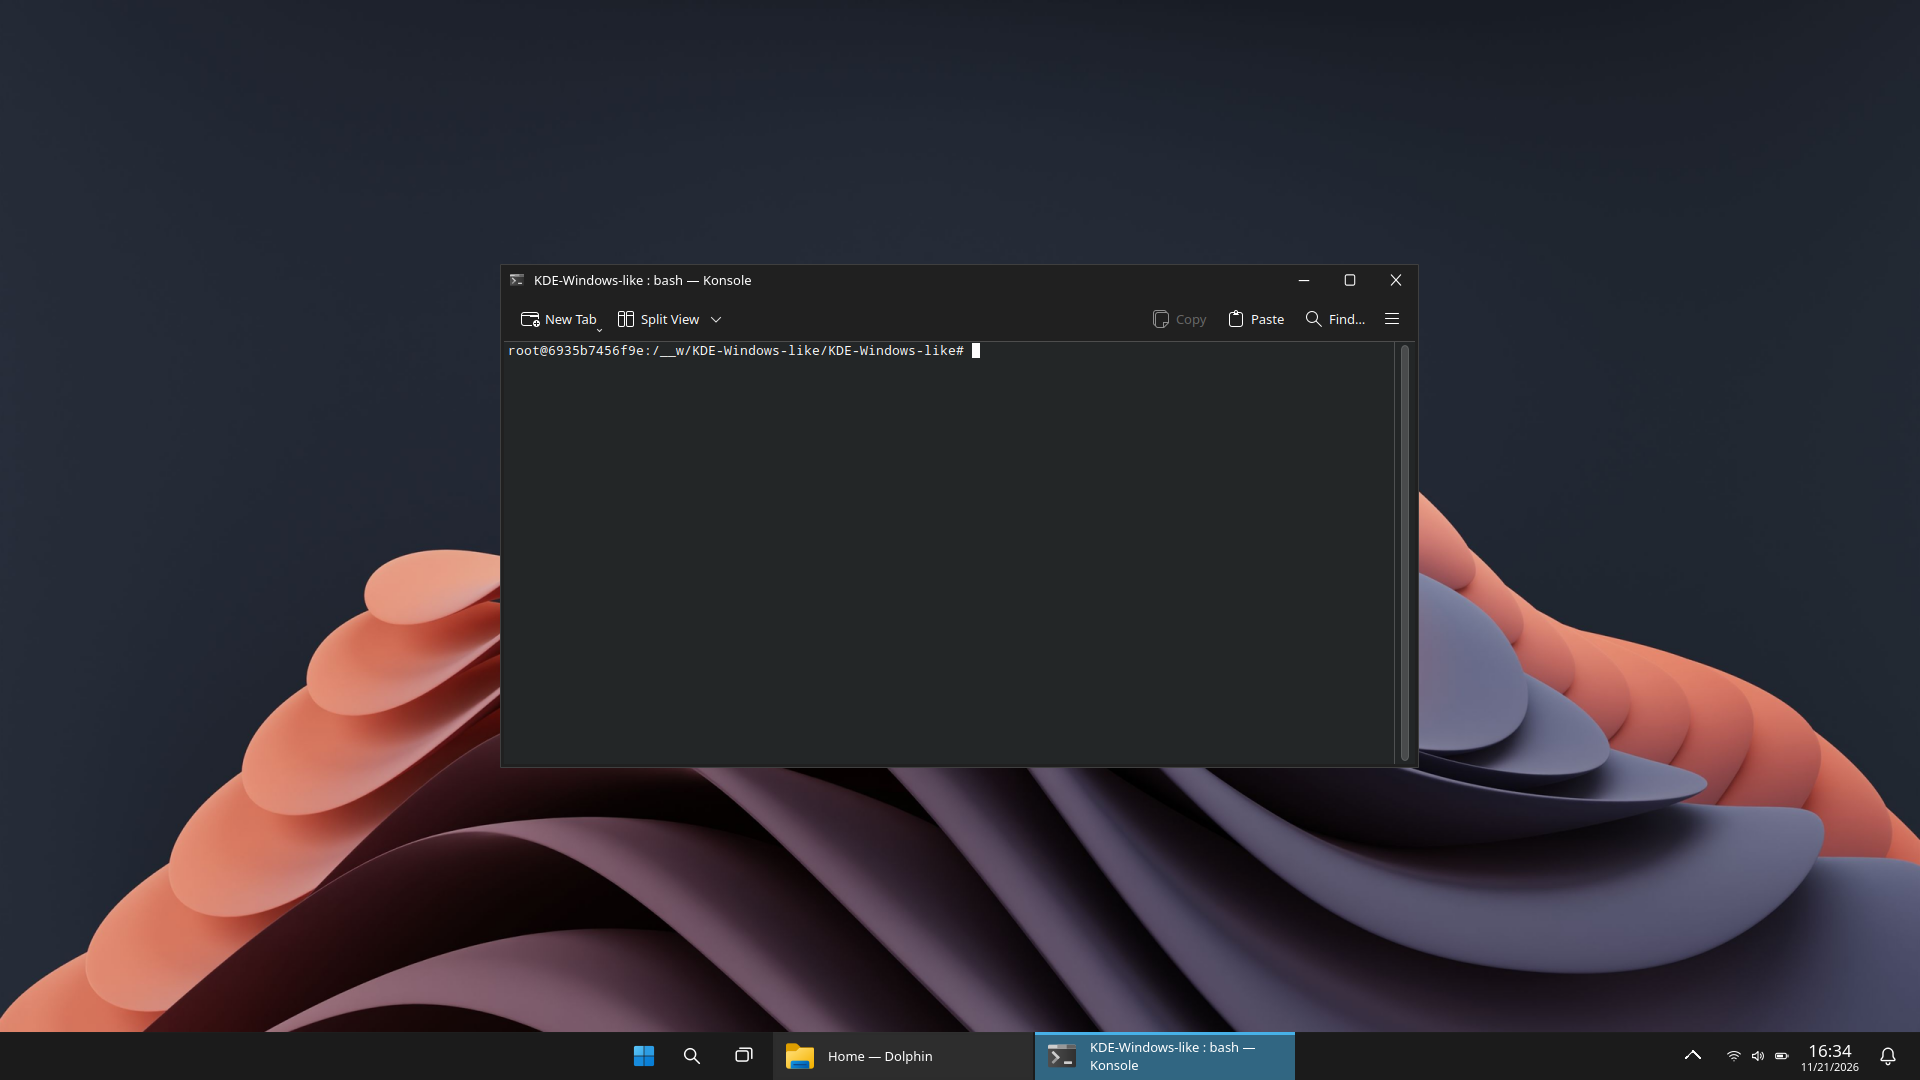 KDE-Windows-like : bash — Konsole
New Tab
Split View
Copy
Paste
Find...
root@6935b7456f9e:/__w/KDE-Windows-like/KDE-Windows-like#
Home — Dolphin
KDE-Windows-like : bash —
Konsole
16:34
11/21/2026